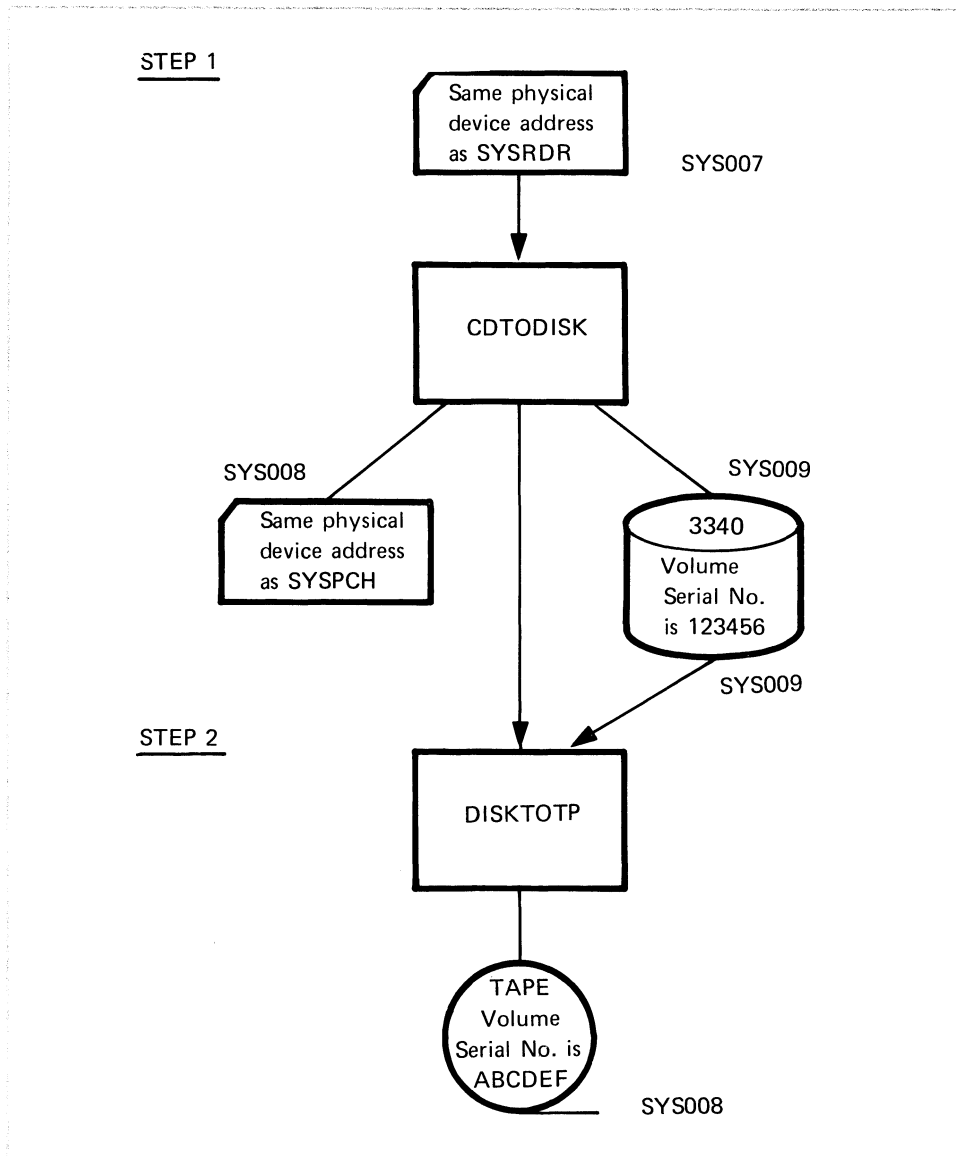 STEP 1
Same physical
device address
as SYSRDR
SYS007
CDTODISK
SYS008
SYS009
Same physical
device address
as SYSPCH
3340
Volume
Serial No.
is 123456
SYS009
STEP 2
DISKTOTP
TAPE
Volume
Serial No. is
ABCDEF
SYS008